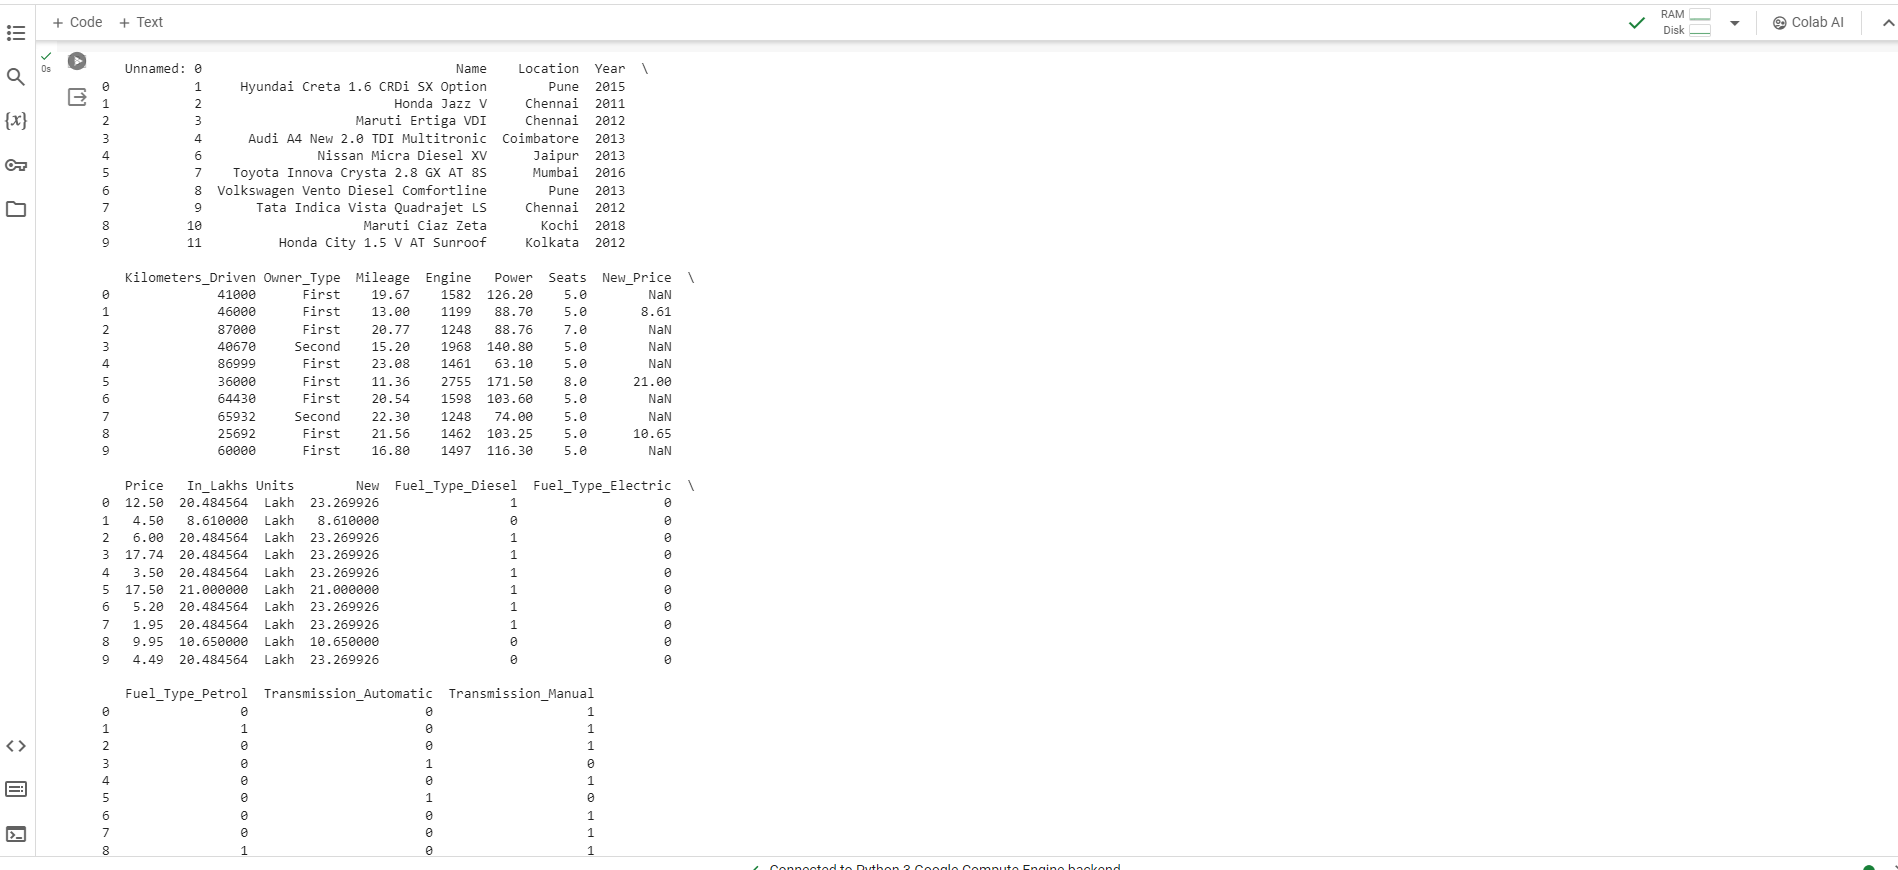 + Code + Text
RAM
Disk
Colab AI
0s
{x}
Unnamed: 0 Name Location Year \
0 1 Hyundai Creta 1.6 CRDi SX Option Pune 2015
1 2 Honda Jazz V Chennai 2011
2 3 Maruti Ertiga VDI Chennai 2012
3 4 Audi A4 New 2.0 TDI Multitronic Coimbatore 2013
4 6 Nissan Micra Diesel XV Jaipur 2013
5 7 Toyota Innova Crysta 2.8 GX AT 8S Mumbai 2016
6 8 Volkswagen Vento Diesel Comfortline Pune 2013
7 9 Tata Indica Vista Quadrajet LS Chennai 2012
8 10 Maruti Ciaz Zeta Kochi 2018
9 11 Honda City 1.5 V AT Sunroof Kolkata 2012
Kilometers_Driven Owner_Type Mileage Engine Power Seats New_Price \
0 41000 First 19.67 1582 126.20 5.0 NaN
1 46000 First 13.00 1199 88.70 5.0 8.61
2 87000 First 20.77 1248 88.76 7.0 NaN
3 40670 Second 15.20 1968 140.80 5.0 NaN
4 86999 First 23.08 1461 63.10 5.0 NaN
5 36000 First 11.36 2755 171.50 8.0 21.00
6 64430 First 20.54 1598 103.60 5.0 NaN
7 65932 Second 22.30 1248 74.00 5.0 NaN
8 25692 First 21.56 1462 103.25 5.0 10.65
9 60000 First 16.80 1497 116.30 5.0 NaN
Price In_Lakhs Units New Fuel_Type_Diesel Fuel_Type_Electric \
0 12.50 20.484564 Lakh 23.269926 1 0
1 4.50 8.610000 Lakh 8.610000 0 0
2 6.00 20.484564 Lakh 23.269926 1 0
3 17.74 20.484564 Lakh 23.269926 1 0
4 3.50 20.484564 Lakh 23.269926 1 0
5 17.50 21.000000 Lakh 21.000000 1 0
6 5.20 20.484564 Lakh 23.269926 1 0
7 1.95 20.484564 Lakh 23.269926 1 0
8 9.95 10.650000 Lakh 10.650000 0 0
9 4.49 20.484564 Lakh 23.269926 0 0
Fuel_Type_Petrol Transmission_Automatic Transmission_Manual
0 0 0 1
1 1 0 1
2 0 0 1
3 0 1 0
4 0 0 1
5 0 1 0
6 0 0 1
7 0 0 1
8 1 0 1
Connected to Python 3 Google Compute Engine backend